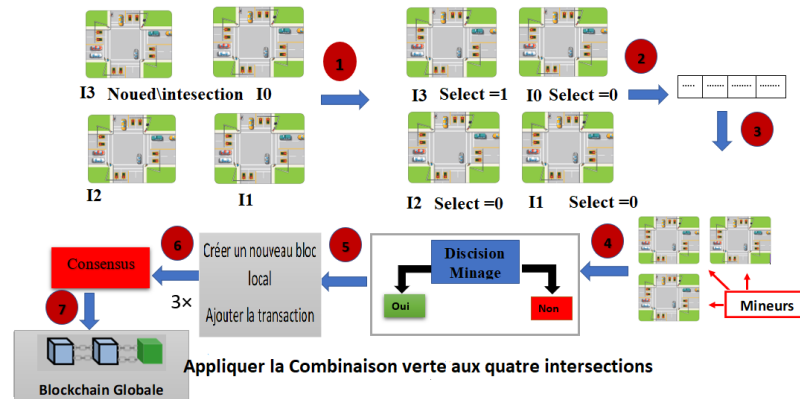 1
2
I3 Noued\intesection I0
I3 Select =1 I0 Select =0
..... ....... ........ ........
3
I2
I1
I2 Select =0 I1 Select =0
4
5
6
7
Consensus
Créer un nouveau bloc
local
Ajouter la transaction
3×
Discision
Minage
Oui
Non
Mineurs
Appliquer la Combinaison verte aux quatre intersections
Blockchain Globale